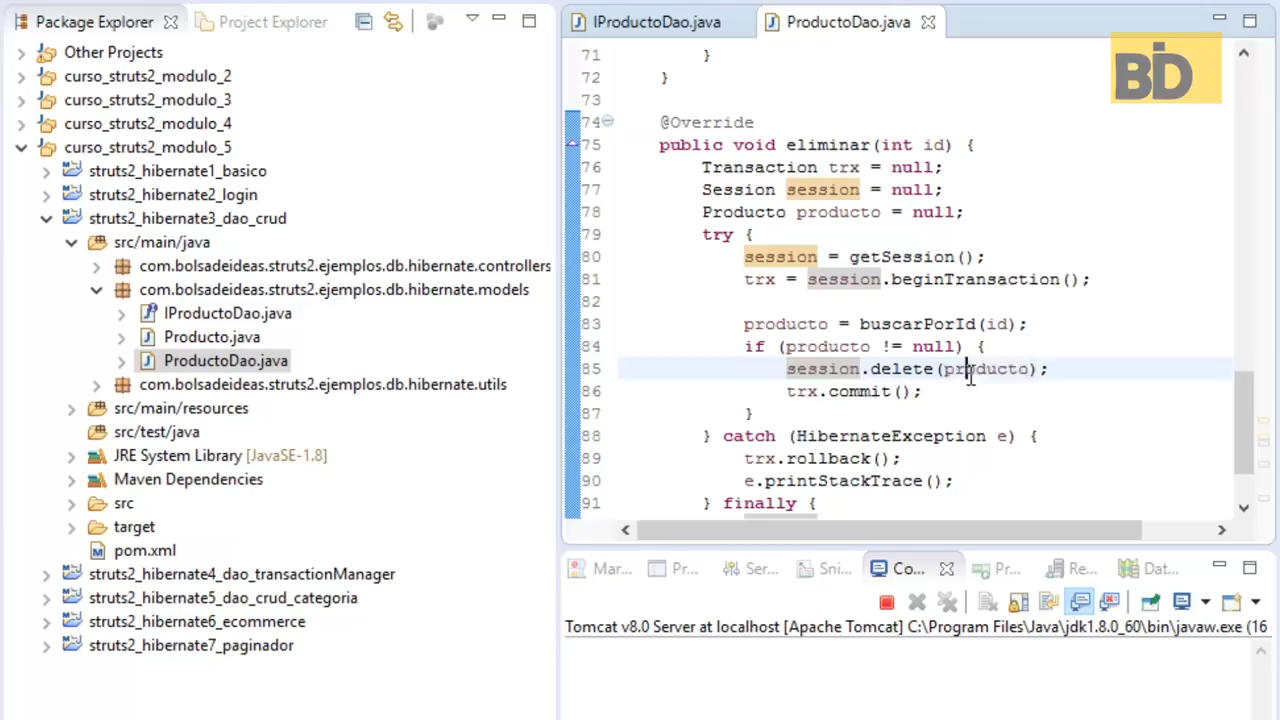 Package Explorer
Project Explorer
Other Projects
curso_struts2_modulo_2
curso_struts2_modulo_3
curso_struts2_modulo_4
curso_struts2_modulo_5
struts2_hibernate1_basico
struts2_hibernate2_login
struts2_hibernate3_dao_crud
src/main/java
com.bolsadeideas.struts2.ejemplos.db.hibernate.controllers
com.bolsadeideas.struts2.ejemplos.db.hibernate.models
IProductoDao.java
Producto.java
ProductoDao.java
com.bolsadeideas.struts2.ejemplos.db.hibernate.utils
src/main/resources
src/test/java
JRE System Library [JavaSE-1.8]
Maven Dependencies
src
target
pom.xml
struts2_hibernate4_dao_transactionManager
struts2_hibernate5_dao_crud_categoria
struts2_hibernate6_ecommerce
struts2_hibernate7_paginador
IProductoDao.java
ProductoDao.java
BD
71 }
72 }
73
74 @Override
75 public void eliminar(int id) {
76 Transaction trx = null;
77 Session session = null;
78 Producto producto = null;
79 try {
80 session = getSession();
81 trx = session.beginTransaction();
82
83 producto = buscarPorId(id);
84 if (producto != null) {
85 session.delete(producto);
86 trx.commit();
87 }
88 } catch (HibernateException e) {
89 trx.rollback();
90 e.printStackTrace();
91 } finally {
Mar... Pr... Ser... Sni... Co... Pr... Re... Dat...
Tomcat v8.0 Server at localhost [Apache Tomcat] C:\Program Files\Java\jdk1.8.0_60\bin\javaw.exe (16